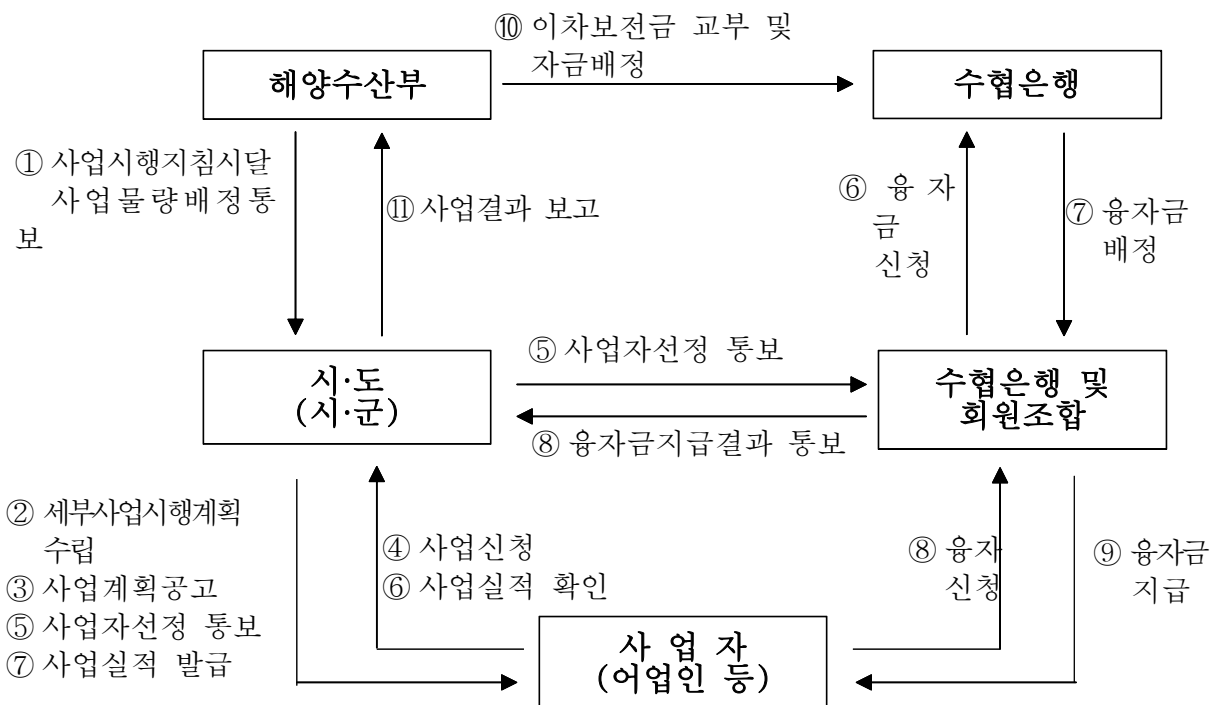 ⑩ 이차보전금 교부 및
자금배정
해양수산부
수협은행
① 사업시행지침시달
사업물량배정통
보
⑪ 사업결과 보고
⑥ 융 자
금
신청
⑦ 융자금
배정
⑤ 사업자선정 통보
시·도
(시·군)
수협은행 및
회원조합
⑧ 융자금지급결과 통보
② 세부사업시행계획
수립
③ 사업계획공고
⑤ 사업자선정 통보
⑦ 사업실적 발급
④ 사업신청
⑥ 사업실적 확인
⑧ 융자
신청
⑨ 융자금
지급
사 업 자
(어업인 등)